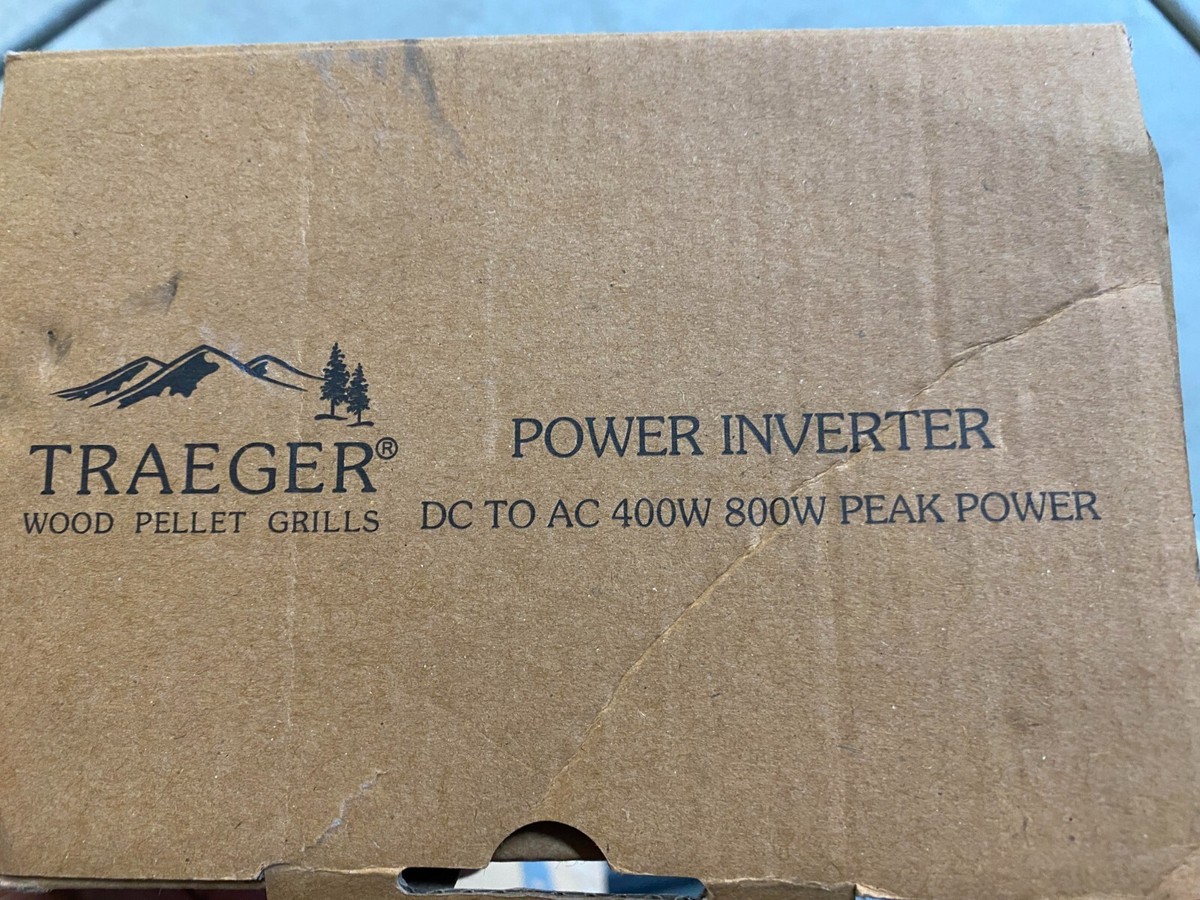 TRAEGER®
WOOD PELLET GRILLS
POWER INVERTER
DC TO AC 400W 800W PEAK POWER